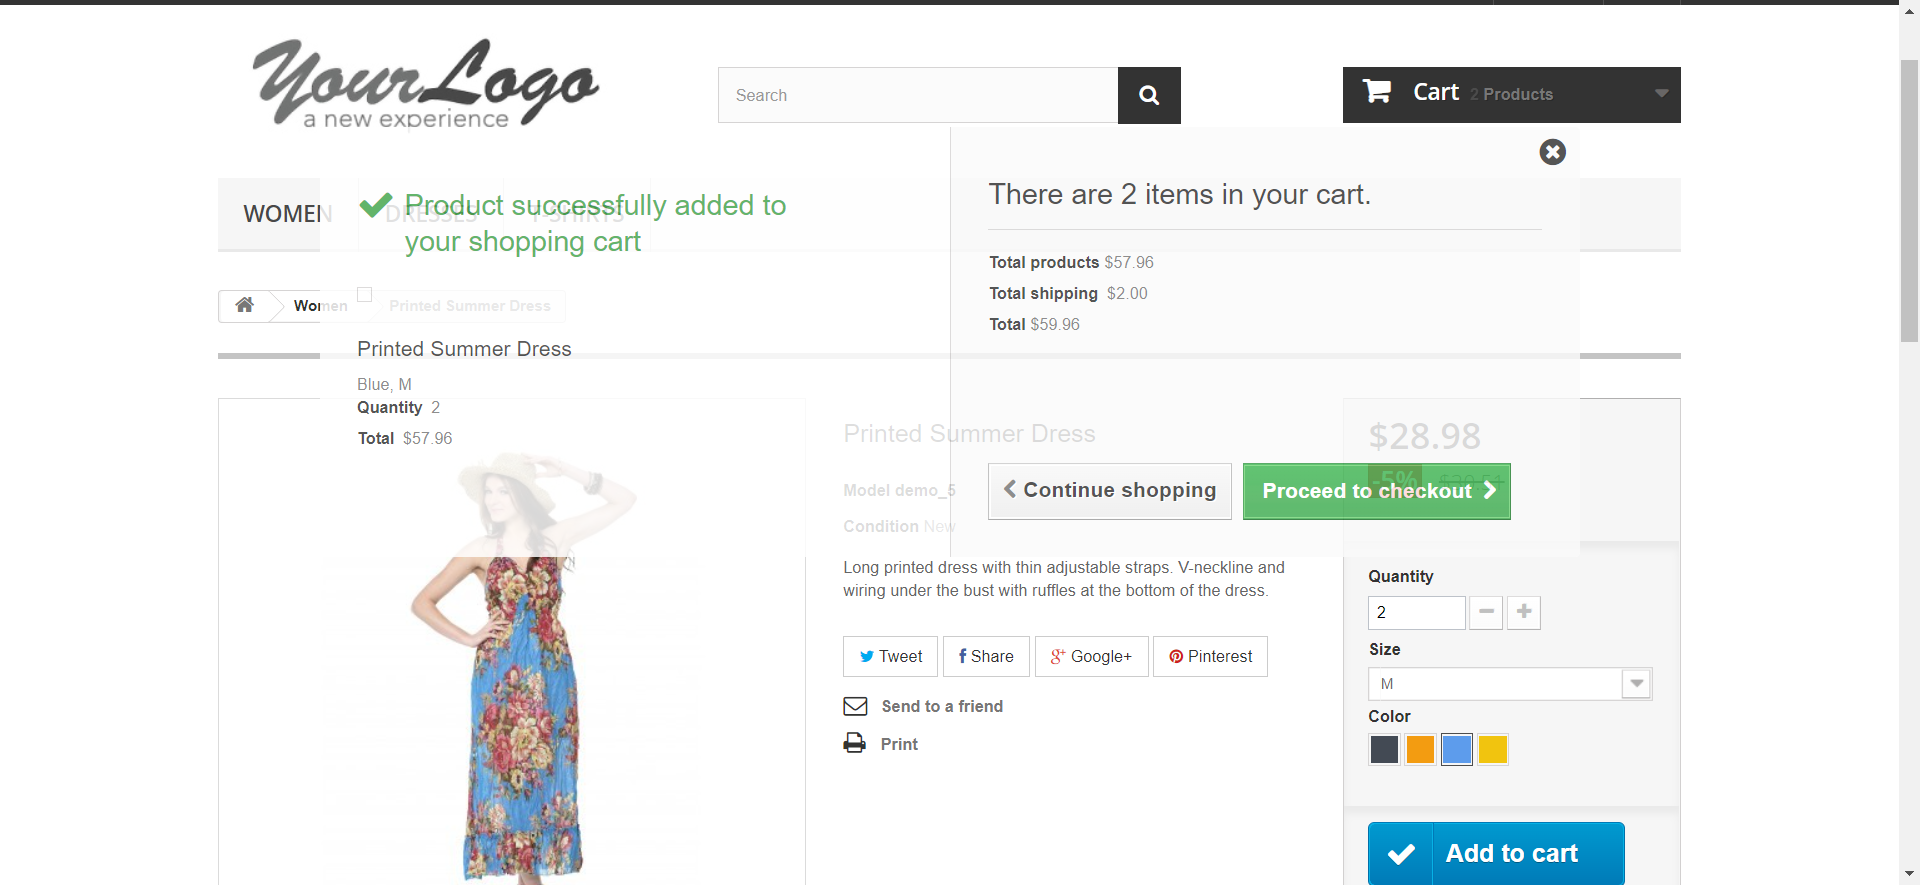 YourLogo
a new experience
Search
Cart 2 Products
WOMEN
DRESSES
T-SHIRTS
Product successfully added to
your shopping cart
There are 2 items in your cart.
Total products $57.96
Total shipping $2.00
Total $59.96
Women
Printed Summer Dress
Printed Summer Dress
Blue, M
Quantity 2
Total $57.96
Continue shopping
Proceed to checkout
Printed Summer Dress
Model demo_5
Condition New
Long printed dress with thin adjustable straps. V-neckline and
wiring under the bust with ruffles at the bottom of the dress.
Tweet
Share
Google+
Pinterest
Send to a friend
Print
$28.98
-5% $30.51
Quantity
2
Size
M
Color
Add to cart